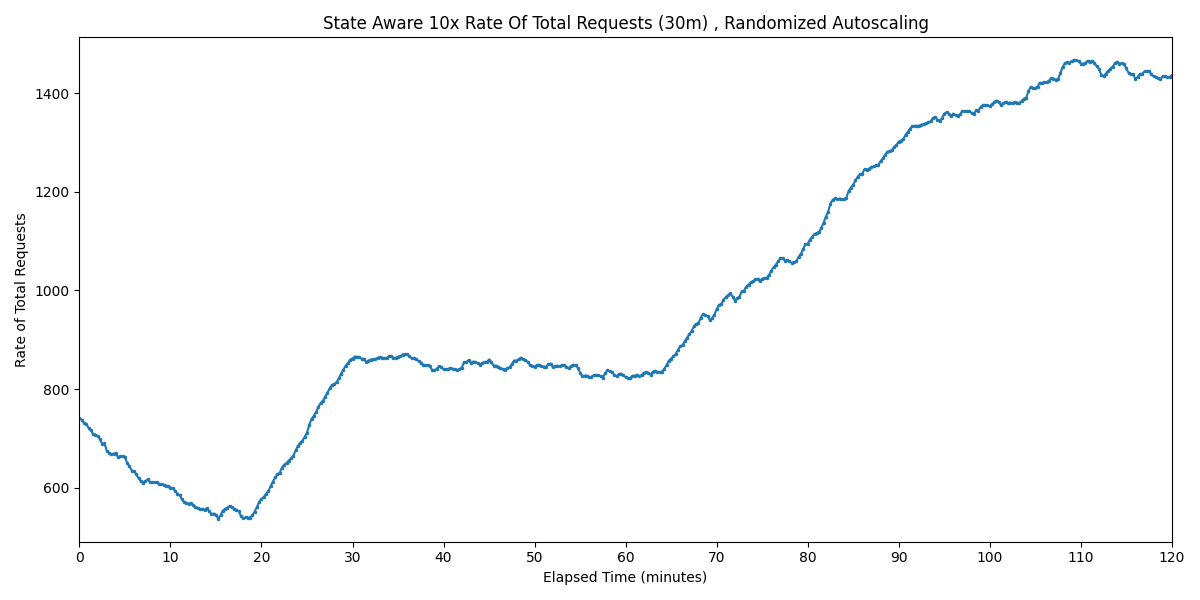 State Aware 10x Rate Of Total Requests (30m) , Randomized Autoscaling
1400
1200
1000
800
600
Rate of Total Requests
0 10 20 30 40 50 60 70 80 90 100 110 120
Elapsed Time (minutes)